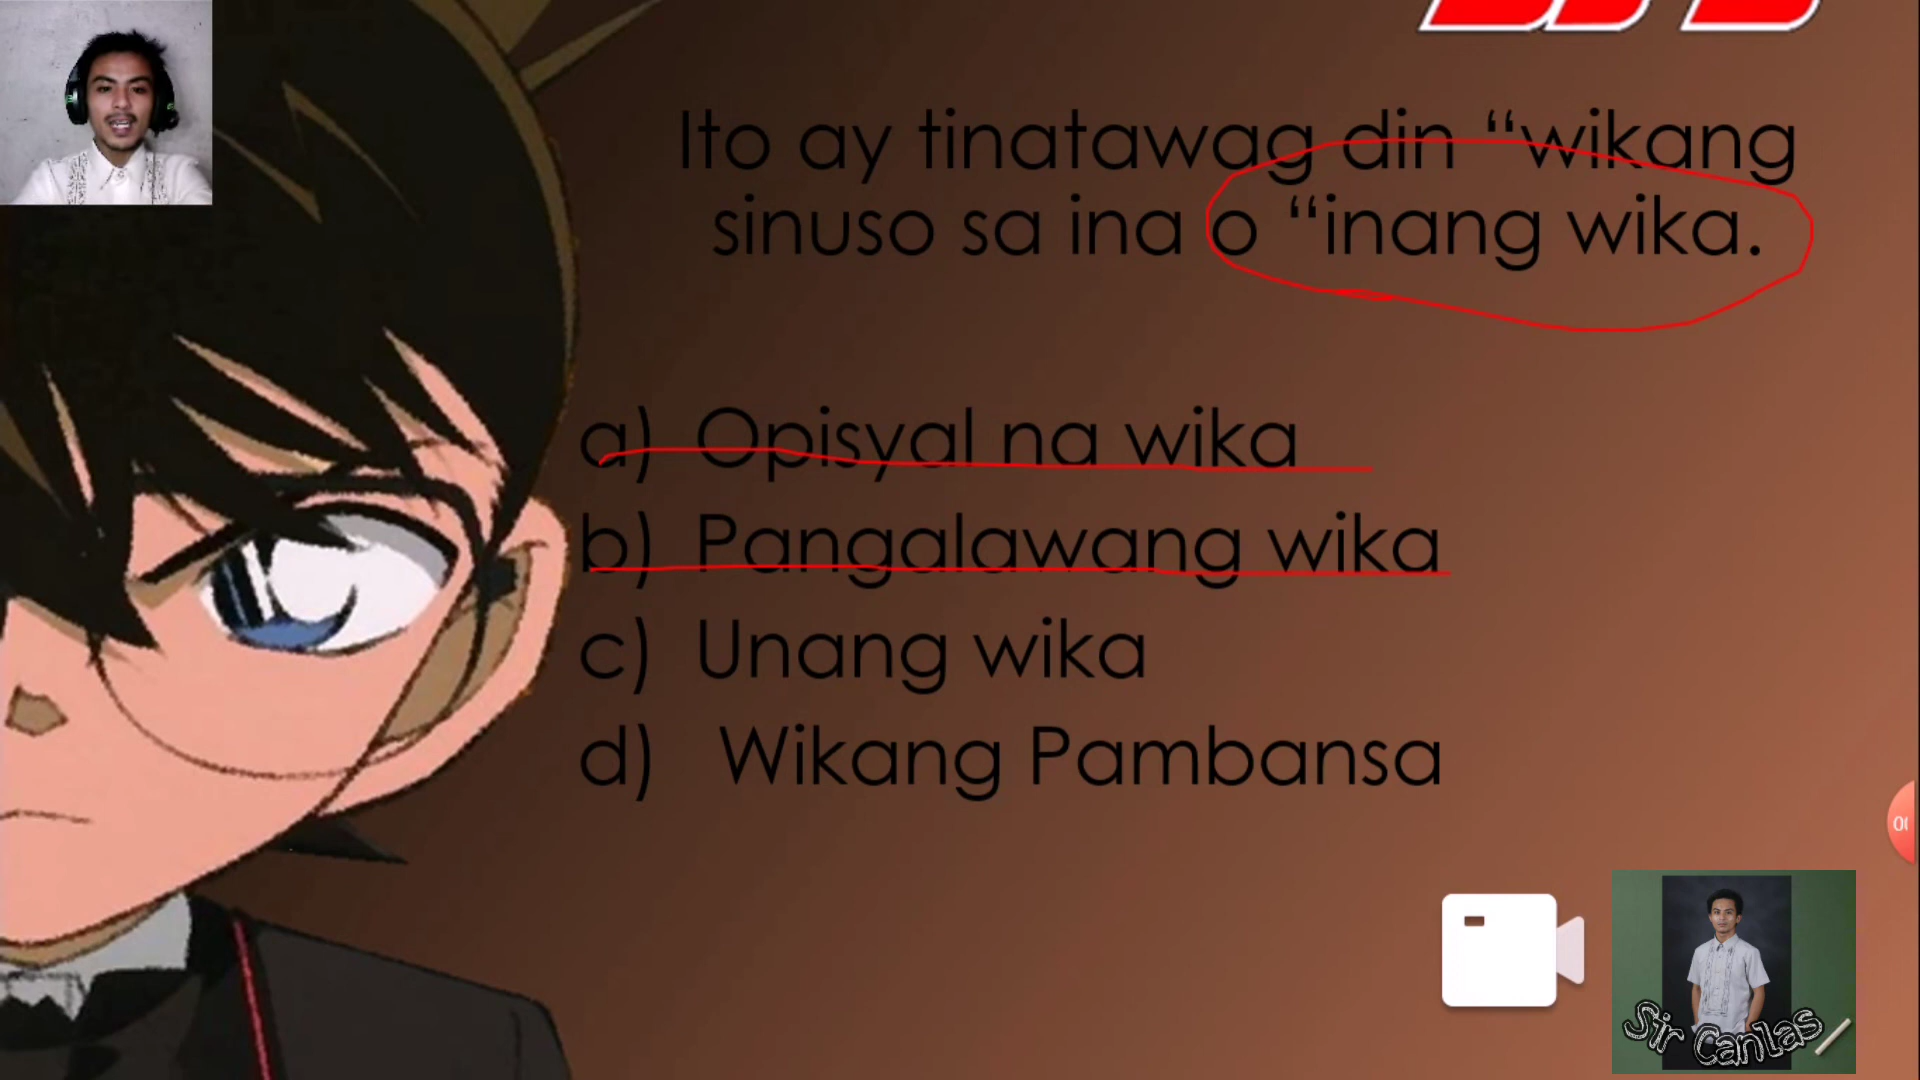 Ito ay tinatawag din “wikang
sinuso sa ina o “inang wika.
a) Opisyal na wika
b) Pangalawang wika
c) Unang wika
d) Wikang Pambansa
Sir Canlas